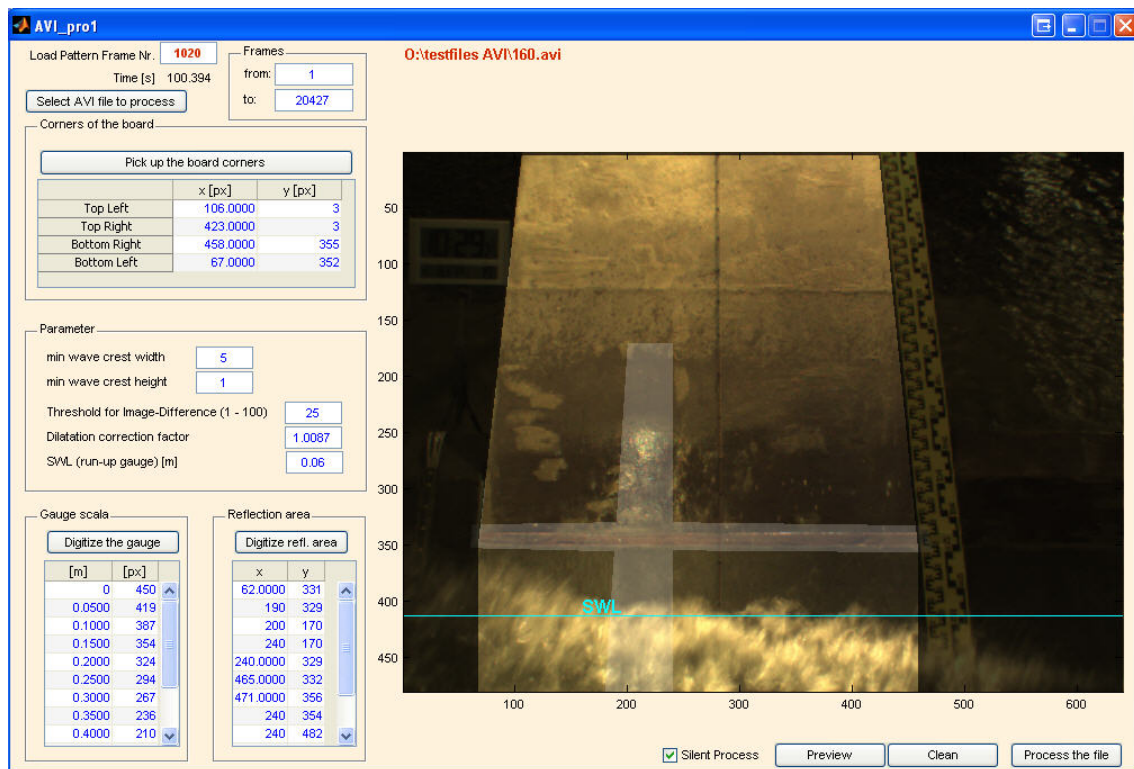 AVI_pro1
Load Pattern Frame Nr. 1020
Time [s] 100.394
Select AVI file to process
Frames
from: 1
to: 20427
O:\testfiles AVI\160.avi
Corners of the board
Pick up the board corners
x [px] y [px]
Top Left 106.0000 3
Top Right 423.0000 3
Bottom Right 458.0000 355
Bottom Left 67.0000 352
Parameter
min wave crest width 5
min wave crest height 1
Threshold for Image-Difference (1 - 100) 25
Dilatation correction factor 1.0087
SWL (run-up gauge) [m] 0.06
Gauge scala
Digitize the gauge
[m] [px]
0 450
0.0500 419
0.1000 387
0.1500 354
0.2000 324
0.2500 294
0.3000 267
0.3500 236
0.4000 210
Reflection area
Digitize refl. area
x y
62.0000 331
190 329
200 170
240 170
240.0000 329
465.0000 332
471.0000 356
240 354
240 482
50
100
150
200
250
300
350
400
450
SWL
100 200 300 400 500 600
Silent Process
Preview
Clean
Process the file